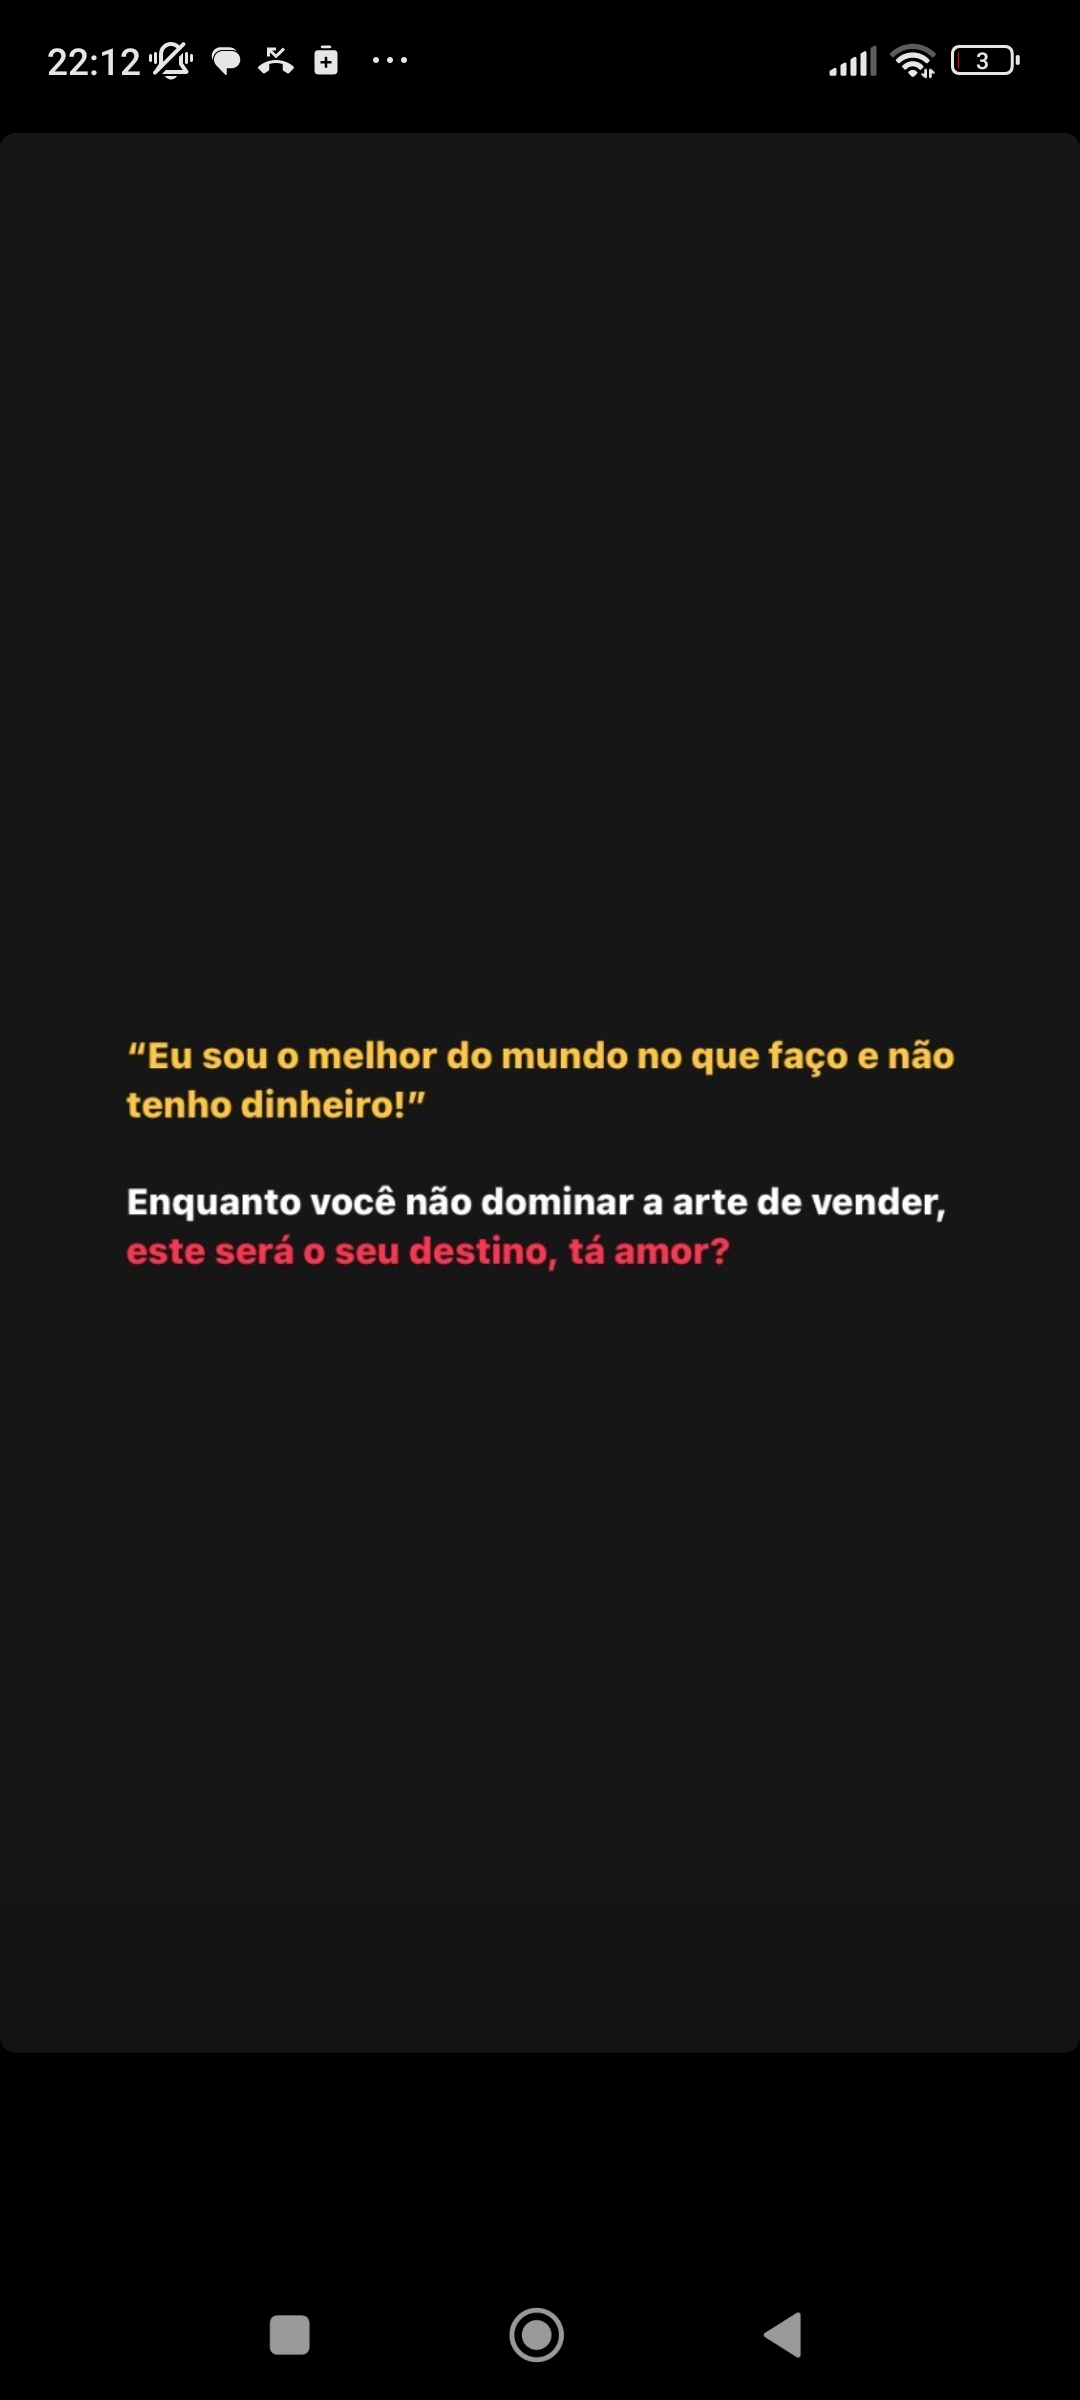 22:12
3
“Eu sou o melhor do mundo no que faço e não
tenho dinheiro!”
Enquanto você não dominar a arte de vender,
este será o seu destino, tá amor?